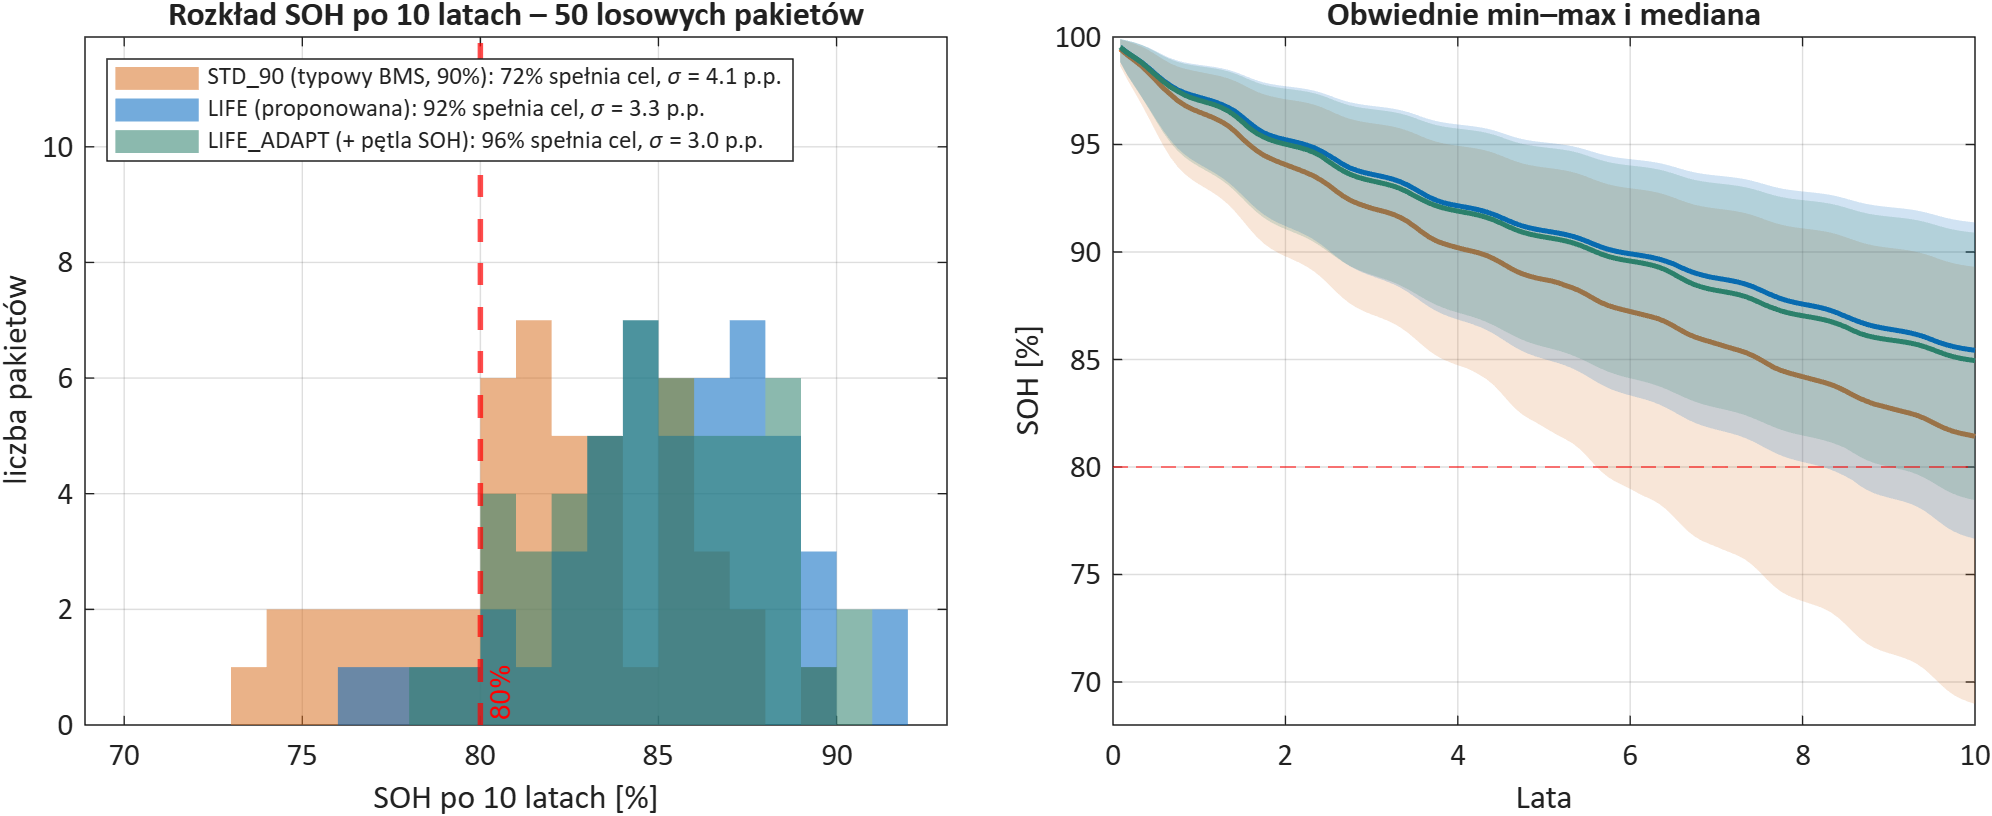 Rozkład SOH po 10 latach – 50 losowych pakietów
STD_90 (typowy BMS, 90%): 72% spełnia cel, σ = 4.1 p.p.
LIFE (proponowana): 92% spełnia cel, σ = 3.3 p.p.
LIFE_ADAPT (+ pętla SOH): 96% spełnia cel, σ = 3.0 p.p.
liczba pakietów
10
8
6
4
2
0
80%
70 75 80 85 90
SOH po 10 latach [%]
Obwiednie min–max i mediana
SOH [%]
100
95
90
85
80
75
70
0 2 4 6 8 10
Lata